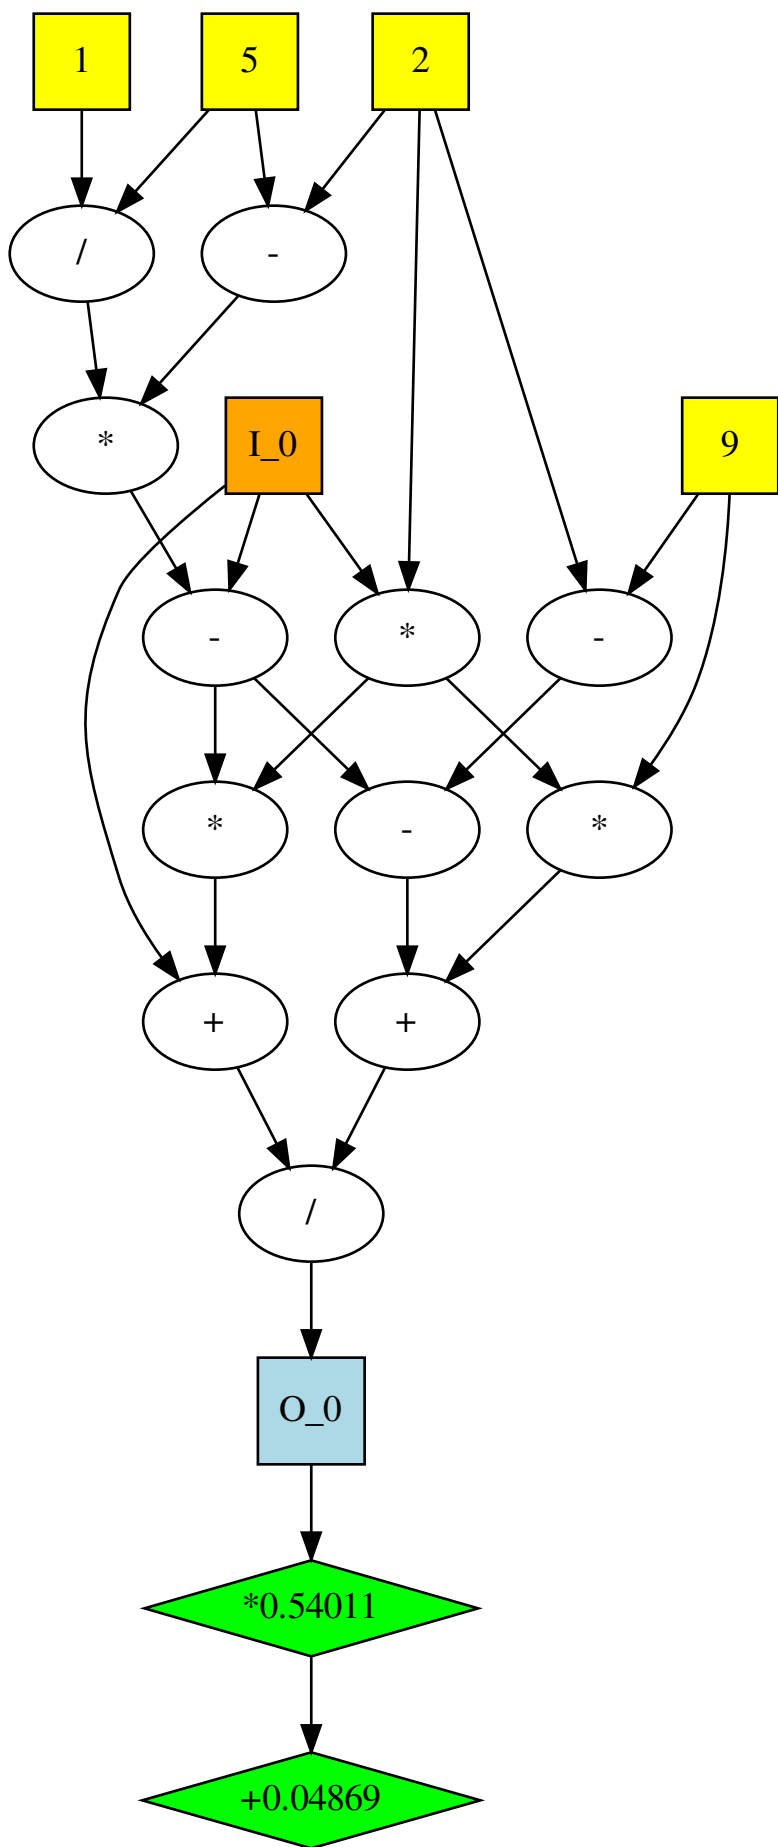 1 5 2
/ -
* I_0 9
- * -
* - *
+ +
/
O_0
*0.54011
+0.04869